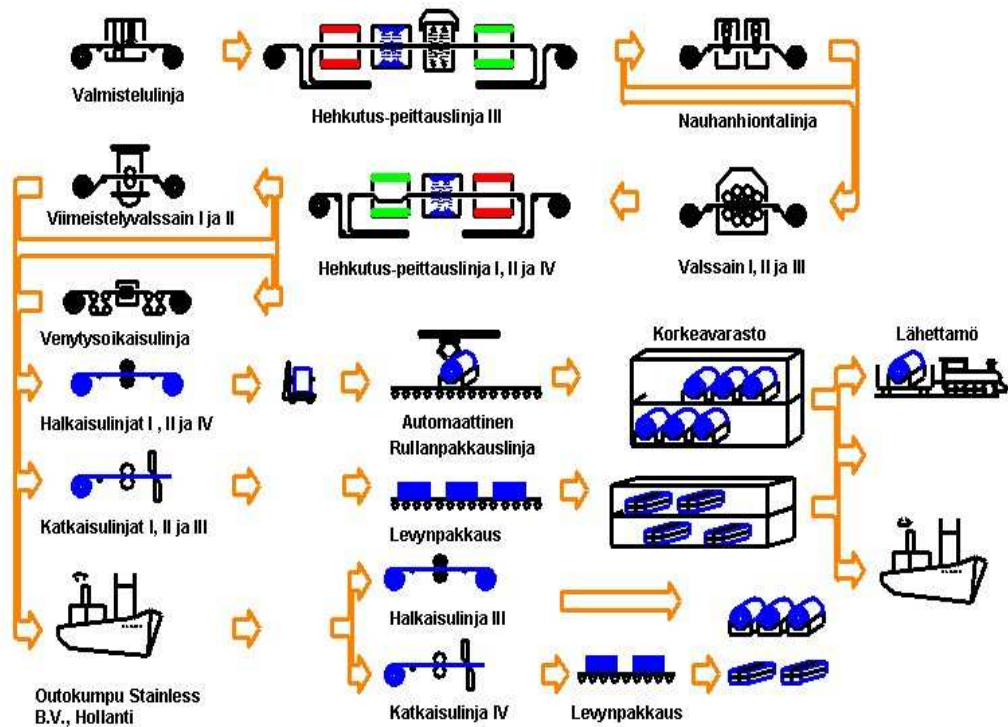 Valmistelulinja
Hehkutus-peittauslinja III
Nauhanhiontalinja
Viimeistelyvalssain I ja II
Hehkutus-peittauslinja I, II ja IV
Valssain I, II ja III
Venytysoikaisulinja
Korkeavarasto
Lähettamö
Halkaisulinjat I , II ja IV
Automaattinen
Rullanpakkauslinja
Katkaisulinjat I, II ja III
Levynpakkaus
Halkaisulinja III
Outokumpu Stainless
B.V., Hollanti
Katkaisulinja IV
Levynpakkaus